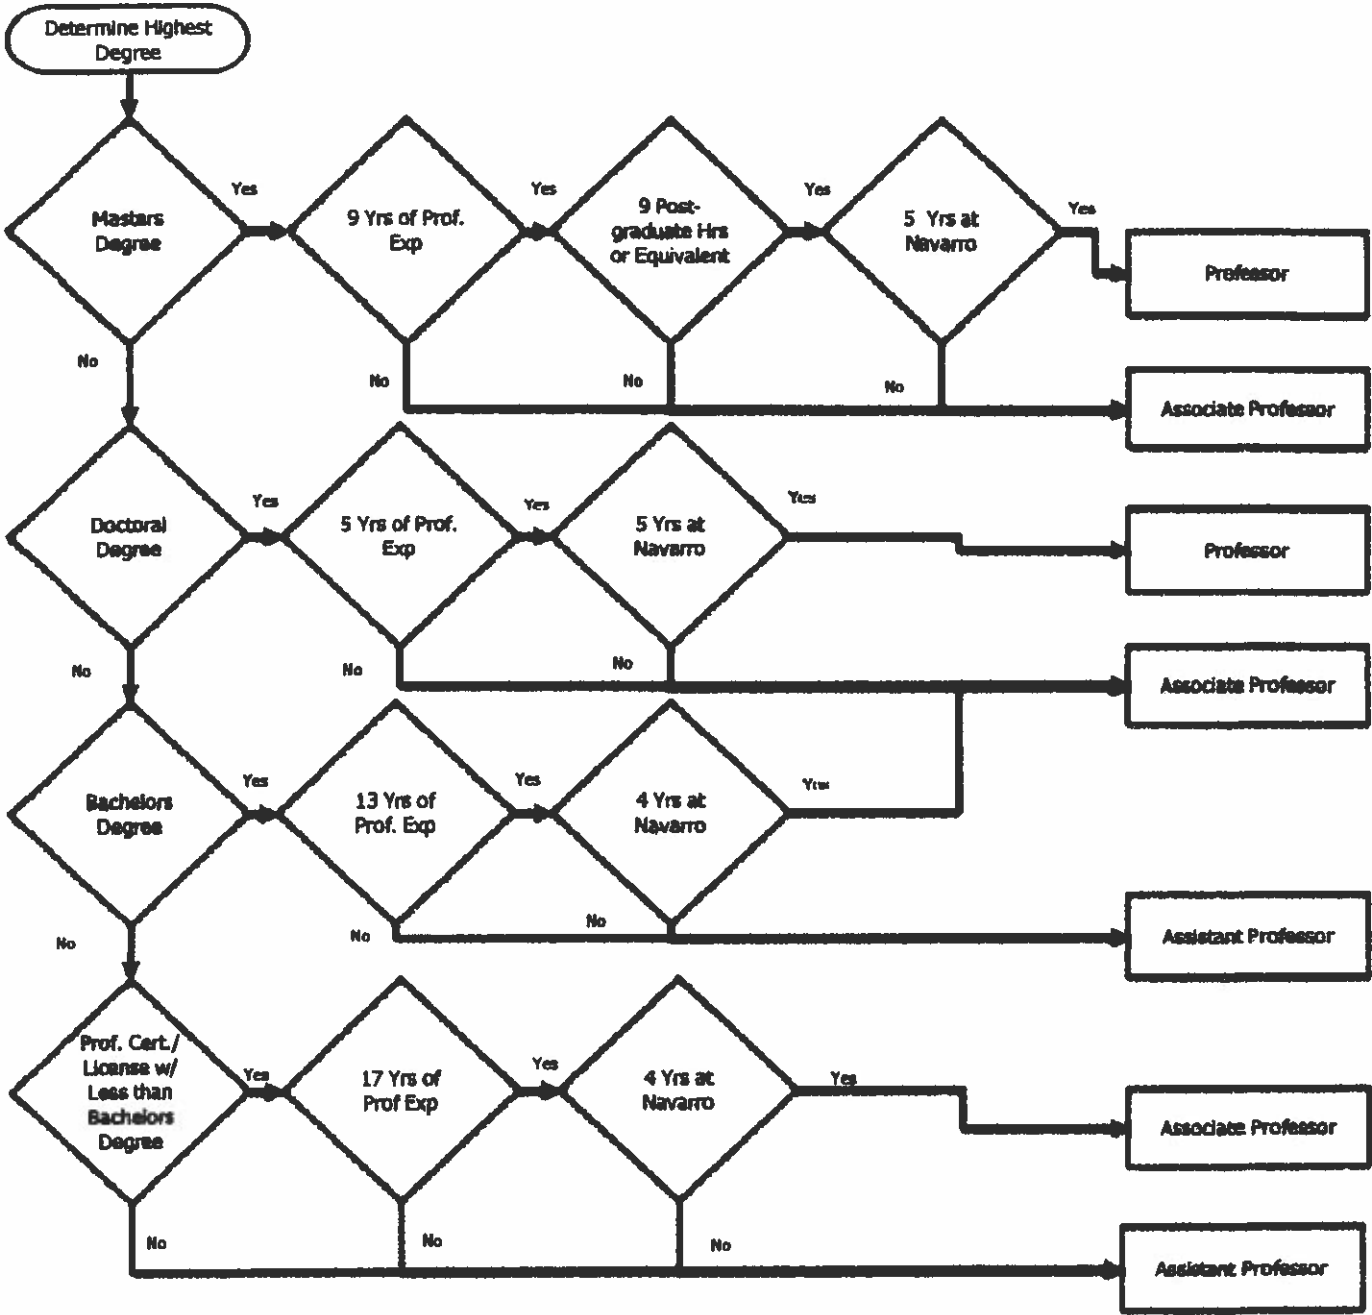 Determine Highest
Degree
Masters
Degree
Yes
9 Yrs of Prof.
Exp
Yes
9 Post-
graduate Hrs
or Equivalent
Yes
5 Yrs at
Navarro
Yes
Professor
No
No
No
No
Associate Professor
Doctoral
Degree
Yes
5 Yrs of Prof.
Exp
Yes
5 Yrs at
Navarro
Yes
Professor
No
No
No
Associate Professor
Bachelors
Degree
Yes
13 Yrs of
Prof. Exp
Yes
4 Yrs at
Navarro
Yes
No
No
No
Assistant Professor
Prof. Cert./
License w/
Less than
Bachelors
Degree
Yes
17 Yrs of
Prof Exp
Yes
4 Yrs at
Navarro
Yes
Associate Professor
No
No
No
Assistant Professor